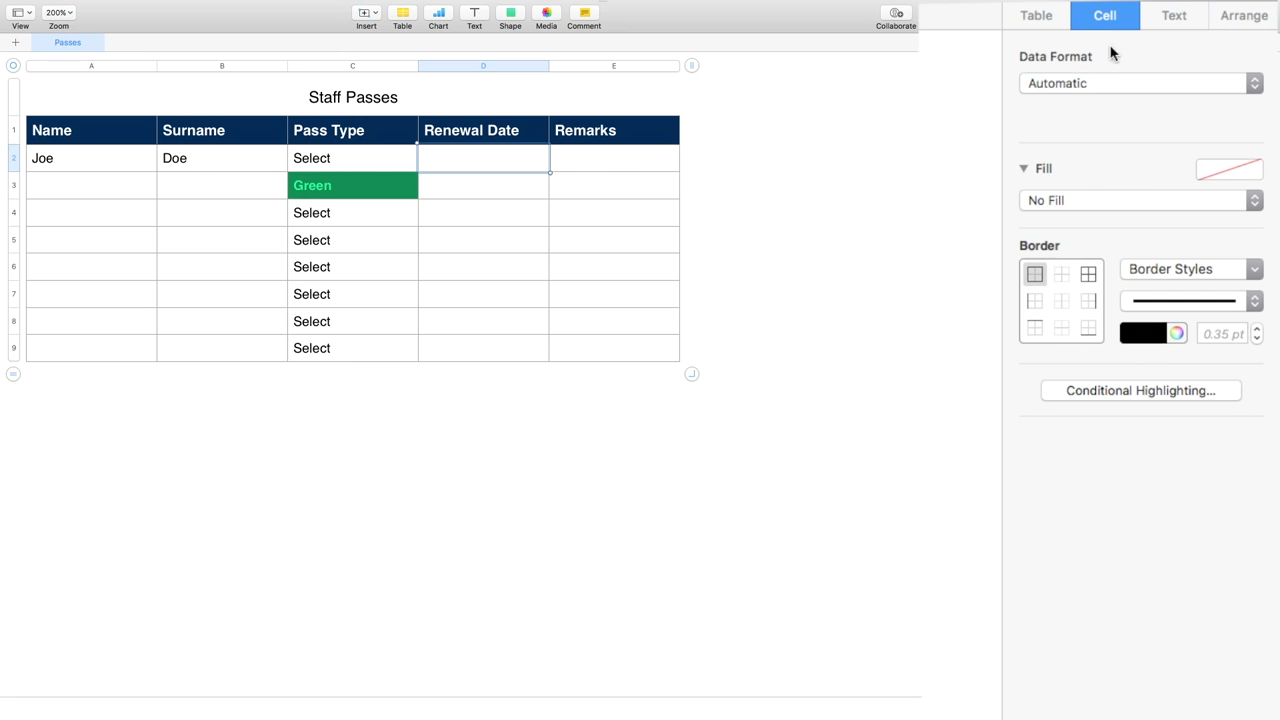 200%
View
Zoom
Insert
Table
Chart
Text
Shape
Media
Comment
Collaborate
Table Cell Text Arrange
+ Passes
A B C D E
Staff Passes
1 Name Surname Pass Type Renewal Date Remarks
2 Joe Doe Select
3 Green
4 Select
5 Select
6 Select
7 Select
8 Select
9 Select
Data Format
Automatic
Fill
No Fill
Border
Border Styles
0.35 pt
Conditional Highlighting...